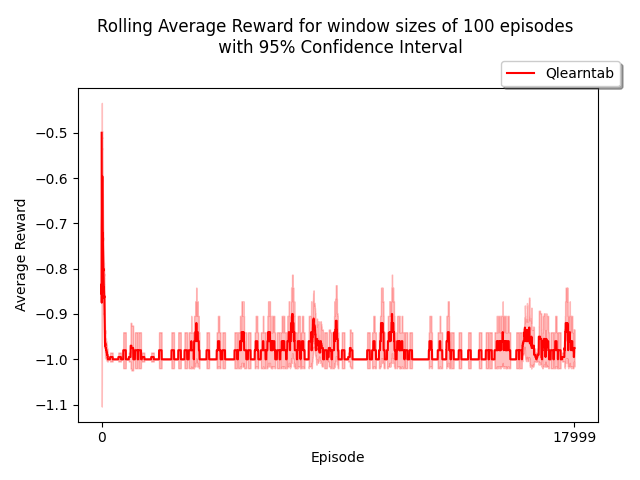 Rolling Average Reward for window sizes of 100 episodes
with 95% Confidence Interval
Qlearntab
−0.5
−0.6
−0.7
−0.8
−0.9
−1.0
−1.1
Average Reward
0
17999
Episode